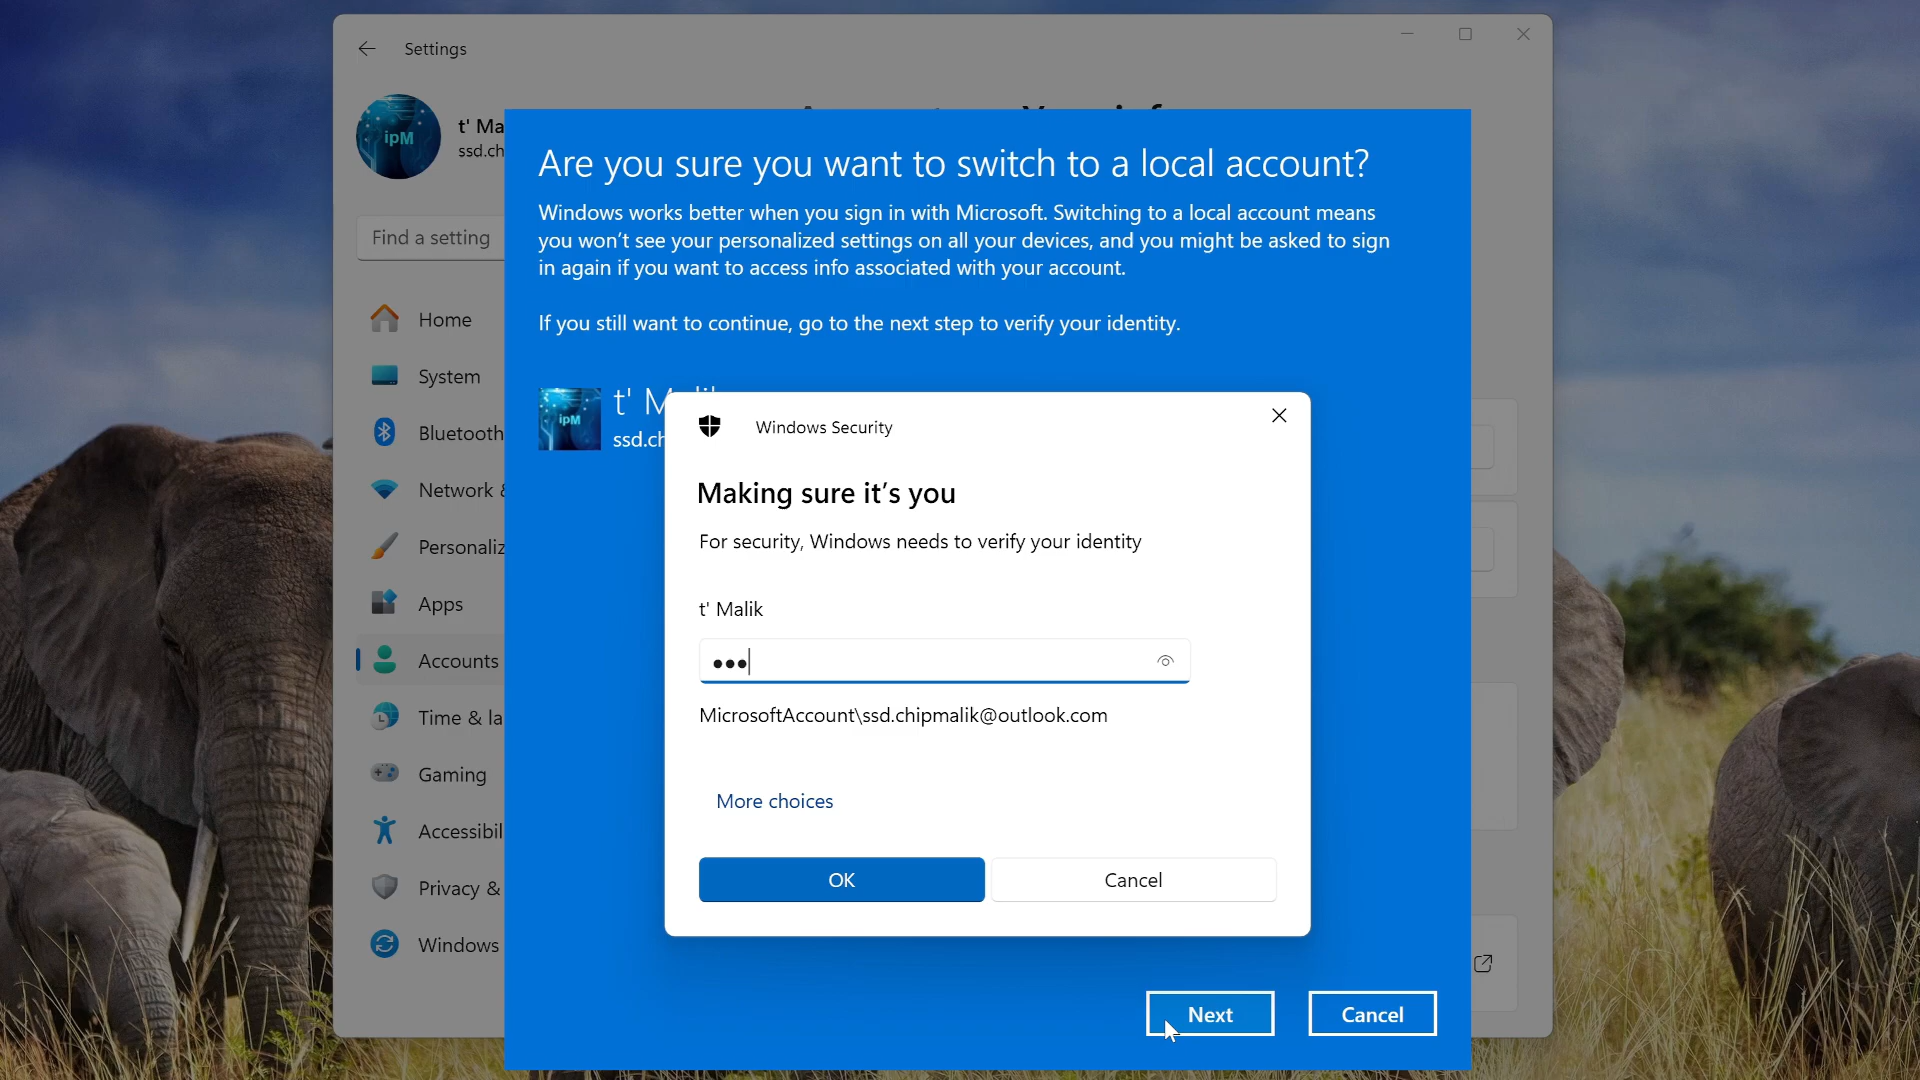 Settings
ipM
t' Ma
ssd.ch
Find a setting
Home
System
Bluetooth
Network &
Personaliz
Apps
Accounts
Time & la
Gaming
Accessibil
Privacy &
Windows
Are you sure you want to switch to a local account?
Windows works better when you sign in with Microsoft. Switching to a local account means
you won't see your personalized settings on all your devices, and you might be asked to sign
in again if you want to access info associated with your account.
If you still want to continue, go to the next step to verify your identity.
ipM
t' Malik
ssd.ch
Windows Security
Making sure it's you
For security, Windows needs to verify your identity
t' Malik
MicrosoftAccount\ssd.chipmalik@outlook.com
More choices
OK
Cancel
Next
Cancel